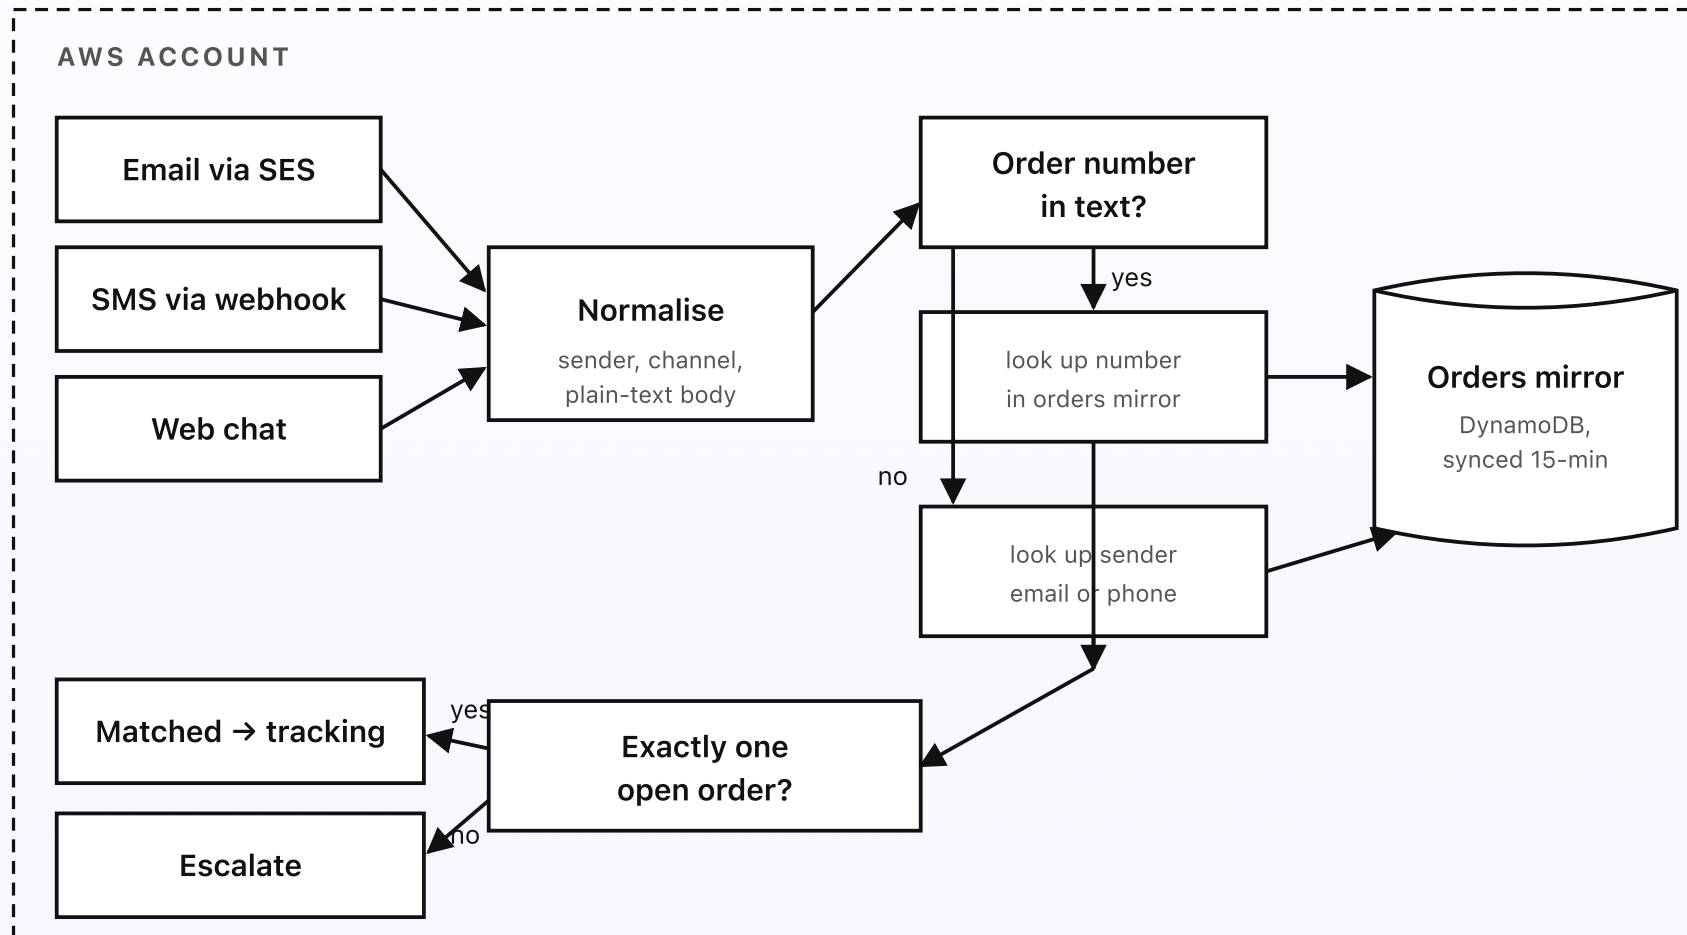 AWS ACCOUNT
Email via SES
SMS via webhook
Web chat
Normalise
sender, channel,
plain-text body
Order number
in text?
yes
look up number
in orders mirror
no
look up sender
email or phone
Orders mirror
DynamoDB,
synced 15-min
Exactly one
open order?
yes
Matched → tracking
no
Escalate